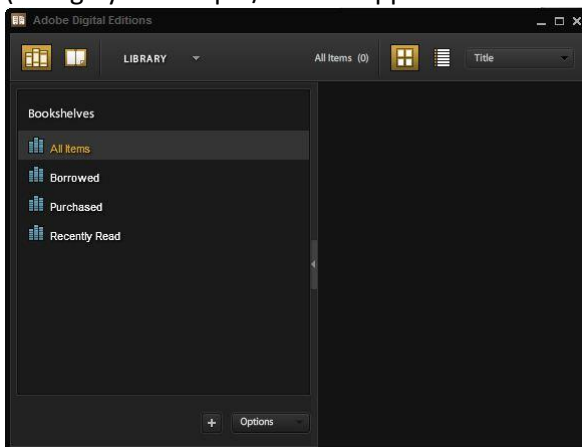 Adobe Digital Editions
LIBRARY
All Items (0)
Title
Bookshelves
All Items
Borrowed
Purchased
Recently Read
Options